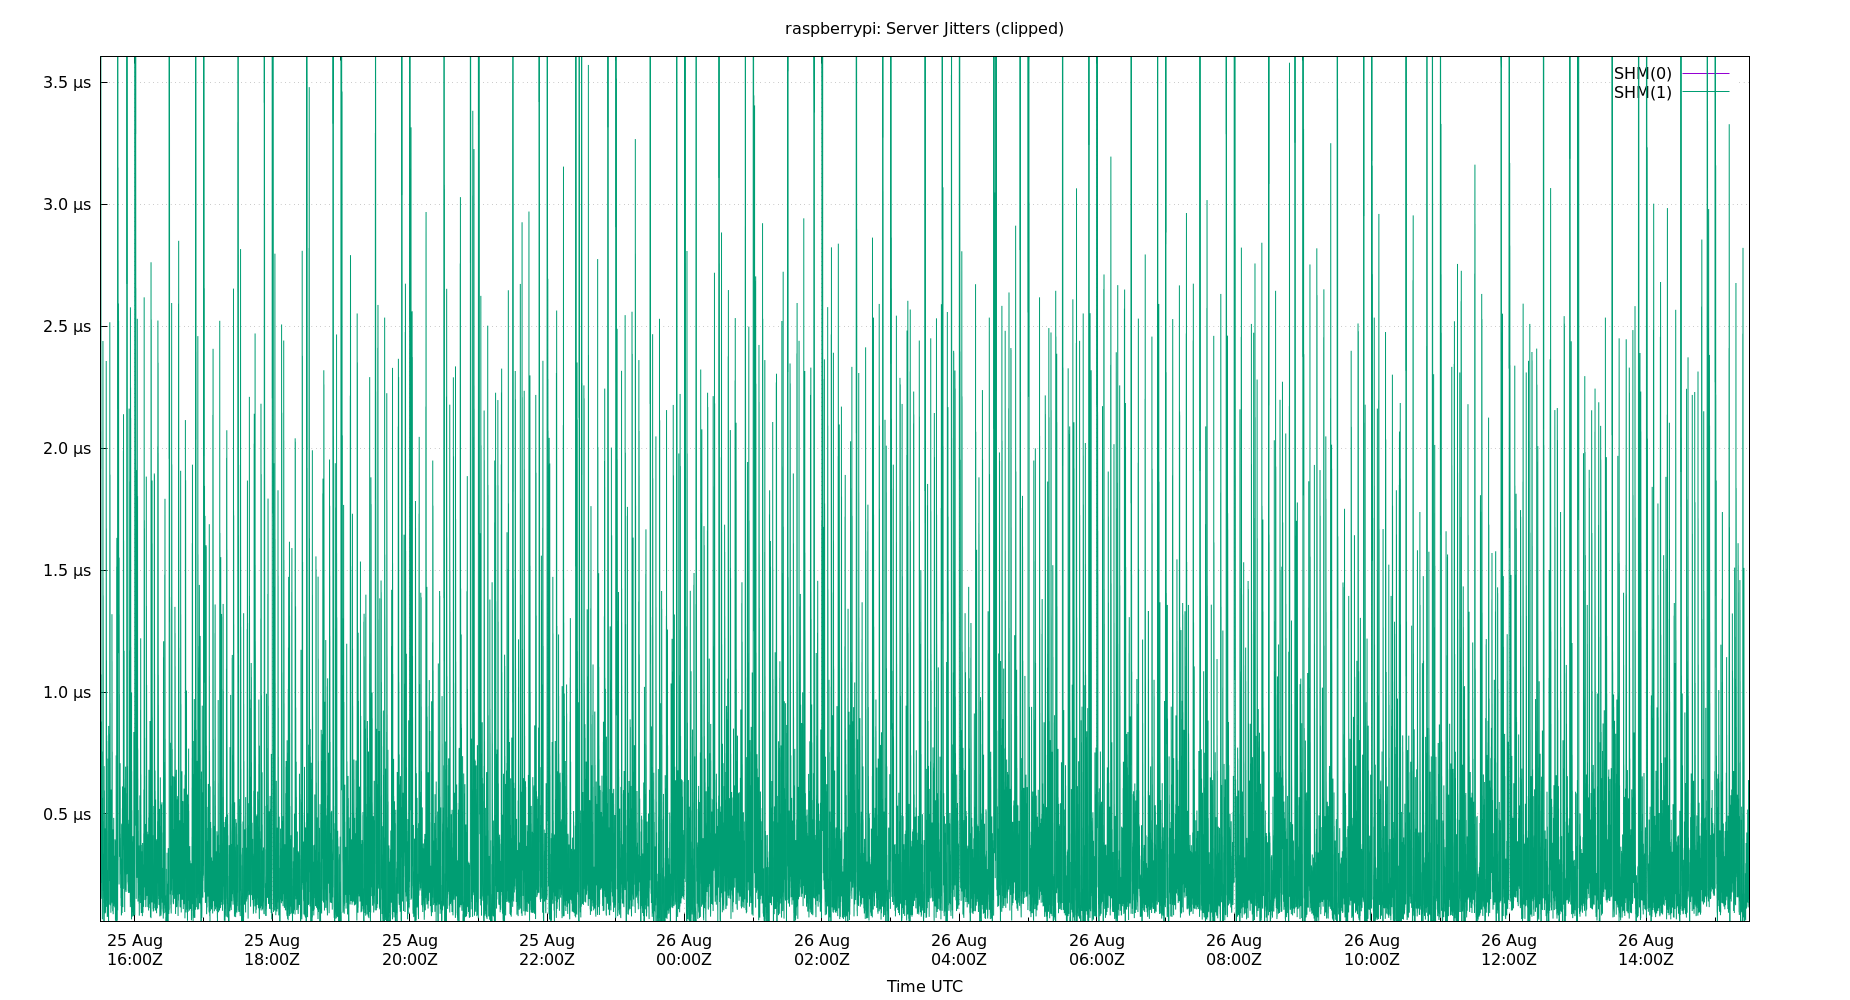 raspberrypi: Server Jitters (clipped)
SHM(0)
SHM(1)
3.5 µs
3.0 µs
2.5 µs
2.0 µs
1.5 µs
1.0 µs
0.5 µs
25 Aug 25 Aug 25 Aug 25 Aug 26 Aug 26 Aug 26 Aug 26 Aug 26 Aug 26 Aug 26 Aug 26 Aug
16:00Z 18:00Z 20:00Z 22:00Z 00:00Z 02:00Z 04:00Z 06:00Z 08:00Z 10:00Z 12:00Z 14:00Z
Time UTC